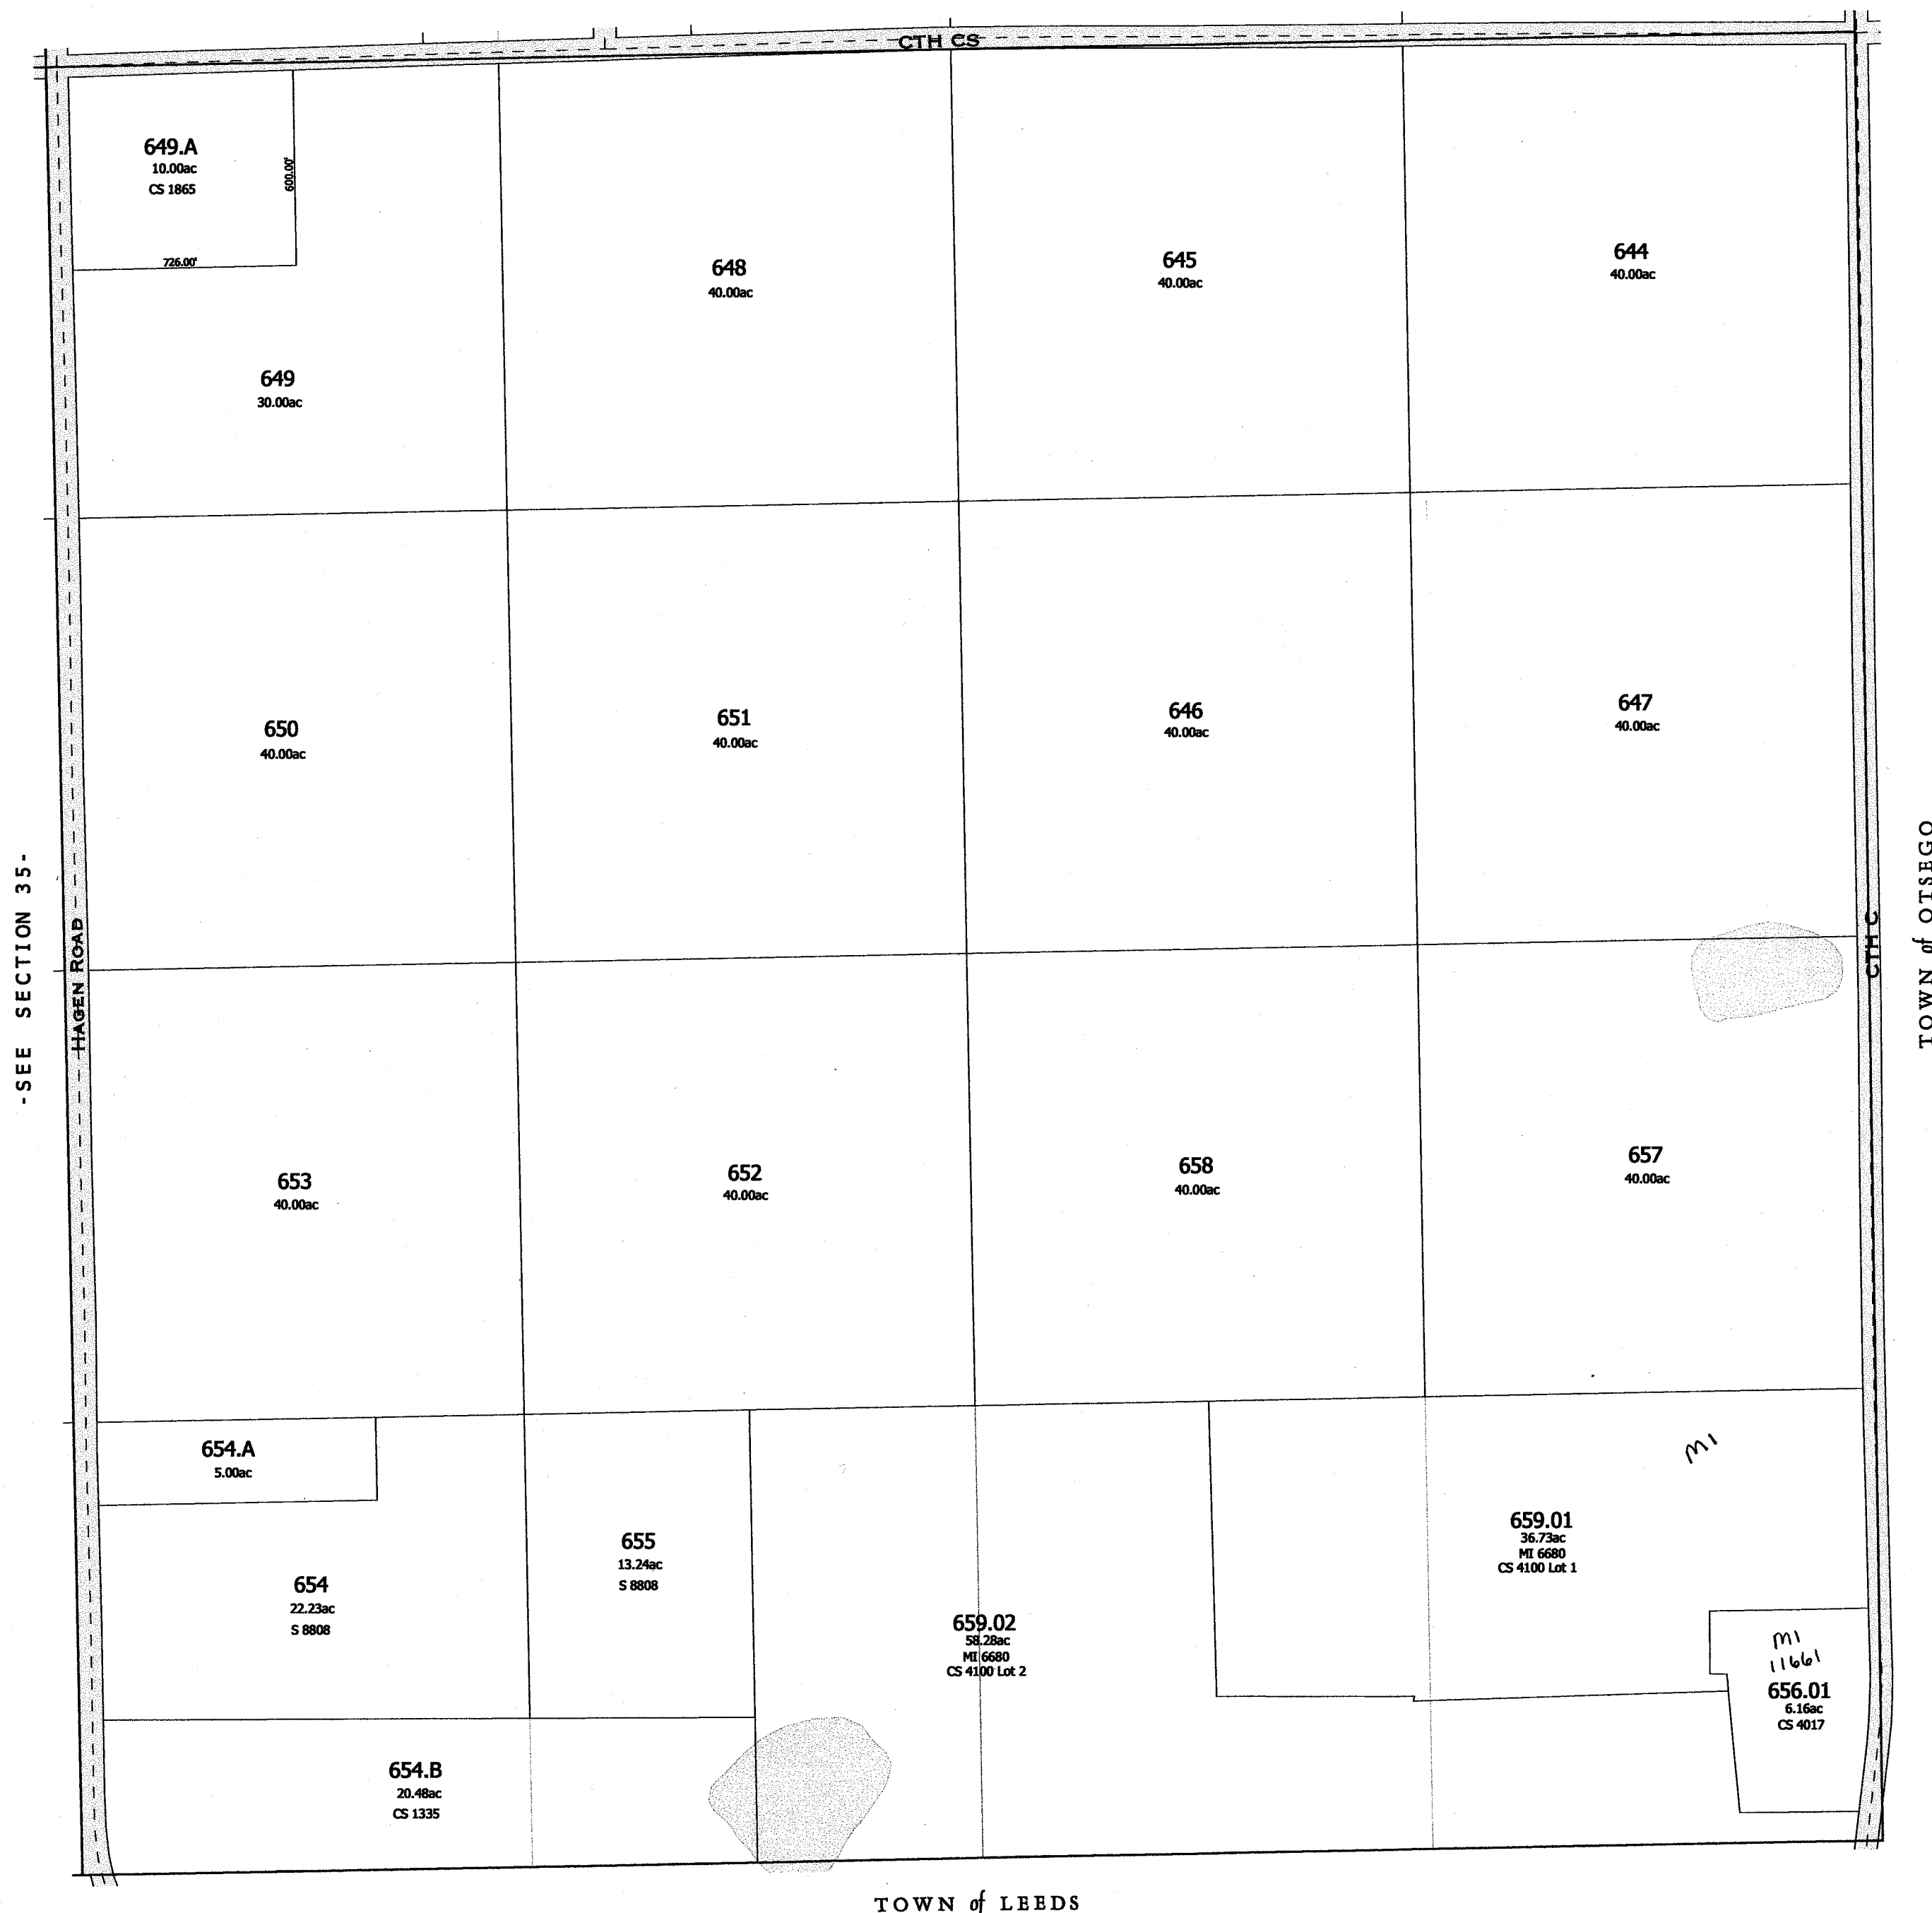 CTH CS
649.A
10.00ac
CS 1865
600.00'
726.00'
649
30.00ac
648
40.00ac
645
40.00ac
644
40.00ac
650
40.00ac
651
40.00ac
646
40.00ac
647
40.00ac
-SEE SECTION 35-
HAGEN ROAD
CTH C
TOWN of OTSEGO
653
40.00ac
652
40.00ac
658
40.00ac
657
40.00ac
654.A
5.00ac
654
22.23ac
S 8808
655
13.24ac
S 8808
659.02
58.28ac
MI 6680
CS 4100 Lot 2
MI
659.01
36.73ac
MI 6680
CS 4100 Lot 1
MI
11661
656.01
6.16ac
CS 4017
654.B
20.48ac
CS 1335
TOWN of LEEDS